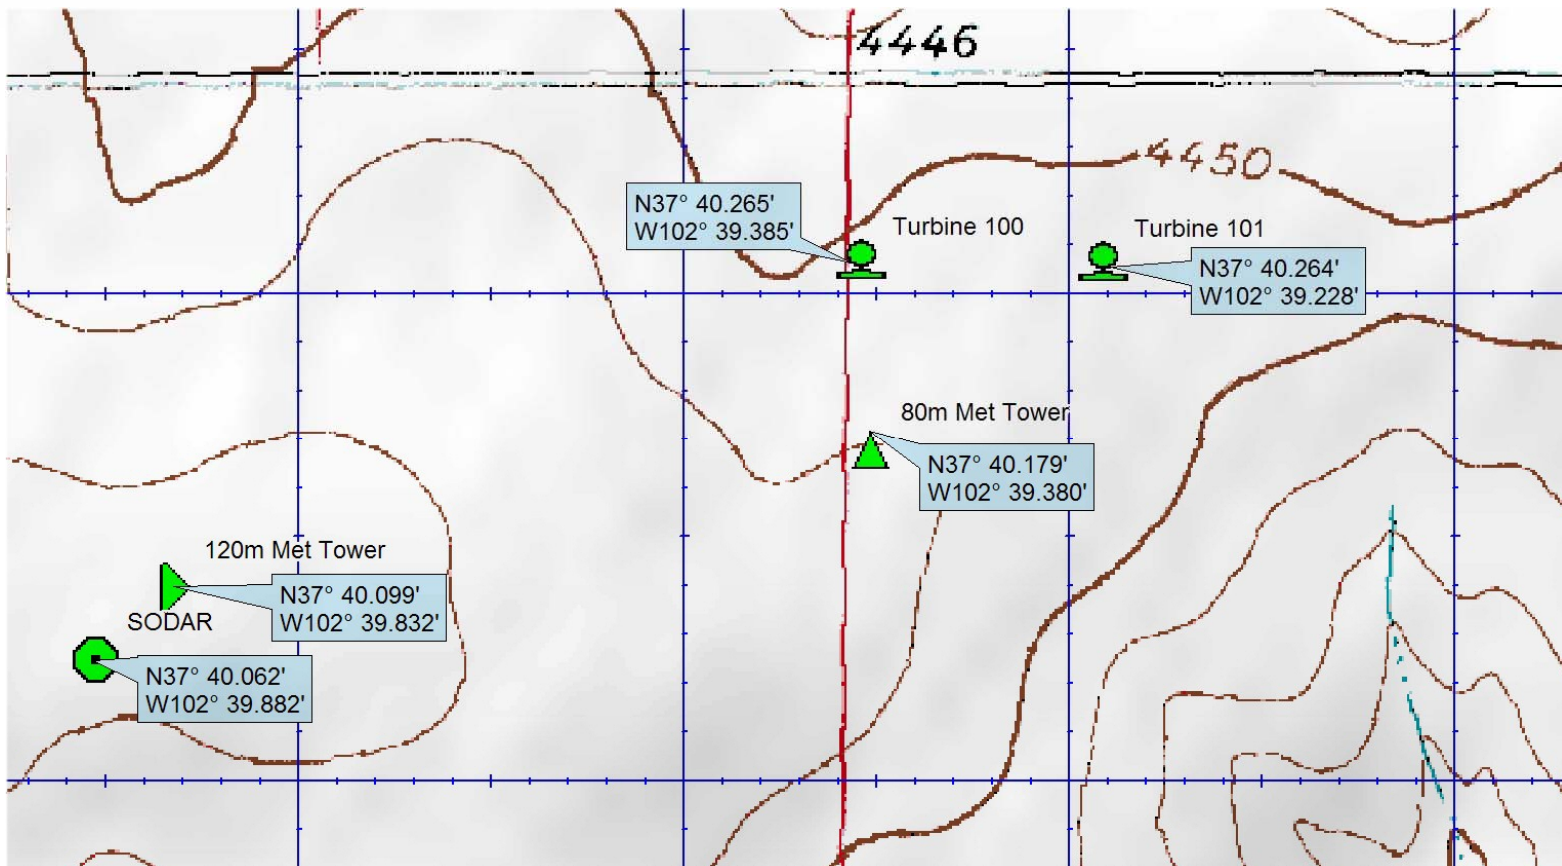 4446
4450
N37° 40.265'
W102° 39.385'
Turbine 100
Turbine 101
N37° 40.264'
W102° 39.228'
80m Met Tower
N37° 40.179'
W102° 39.380'
120m Met Tower
N37° 40.099'
W102° 39.832'
SODAR
N37° 40.062'
W102° 39.882'